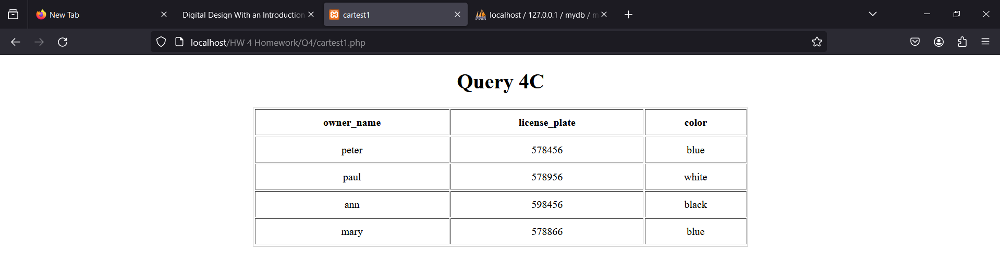 New Tab
Digital Design With an Introduction
cartest1
localhost / 127.0.0.1 / mydb / m
localhost/HW 4 Homework/Q4/cartest1.php
Query 4C
owner_name license_plate color
peter 578456 blue
paul 578956 white
ann 598456 black
mary 578866 blue